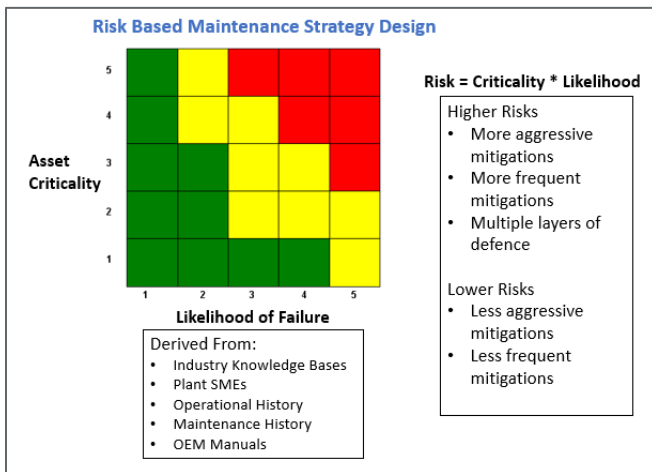 Risk Based Maintenance Strategy Design
5
4
3
2
1
Asset
Criticality
1
2
3
4
5
Likelihood of Failure
Derived From:
• Industry Knowledge Bases
• Plant SMEs
• Operational History
• Maintenance History
• OEM Manuals
Risk = Criticality * Likelihood
Higher Risks
• More aggressive
mitigations
• More frequent
mitigations
• Multiple layers of
defence
Lower Risks
• Less aggressive
mitigations
• Less frequent
mitigations